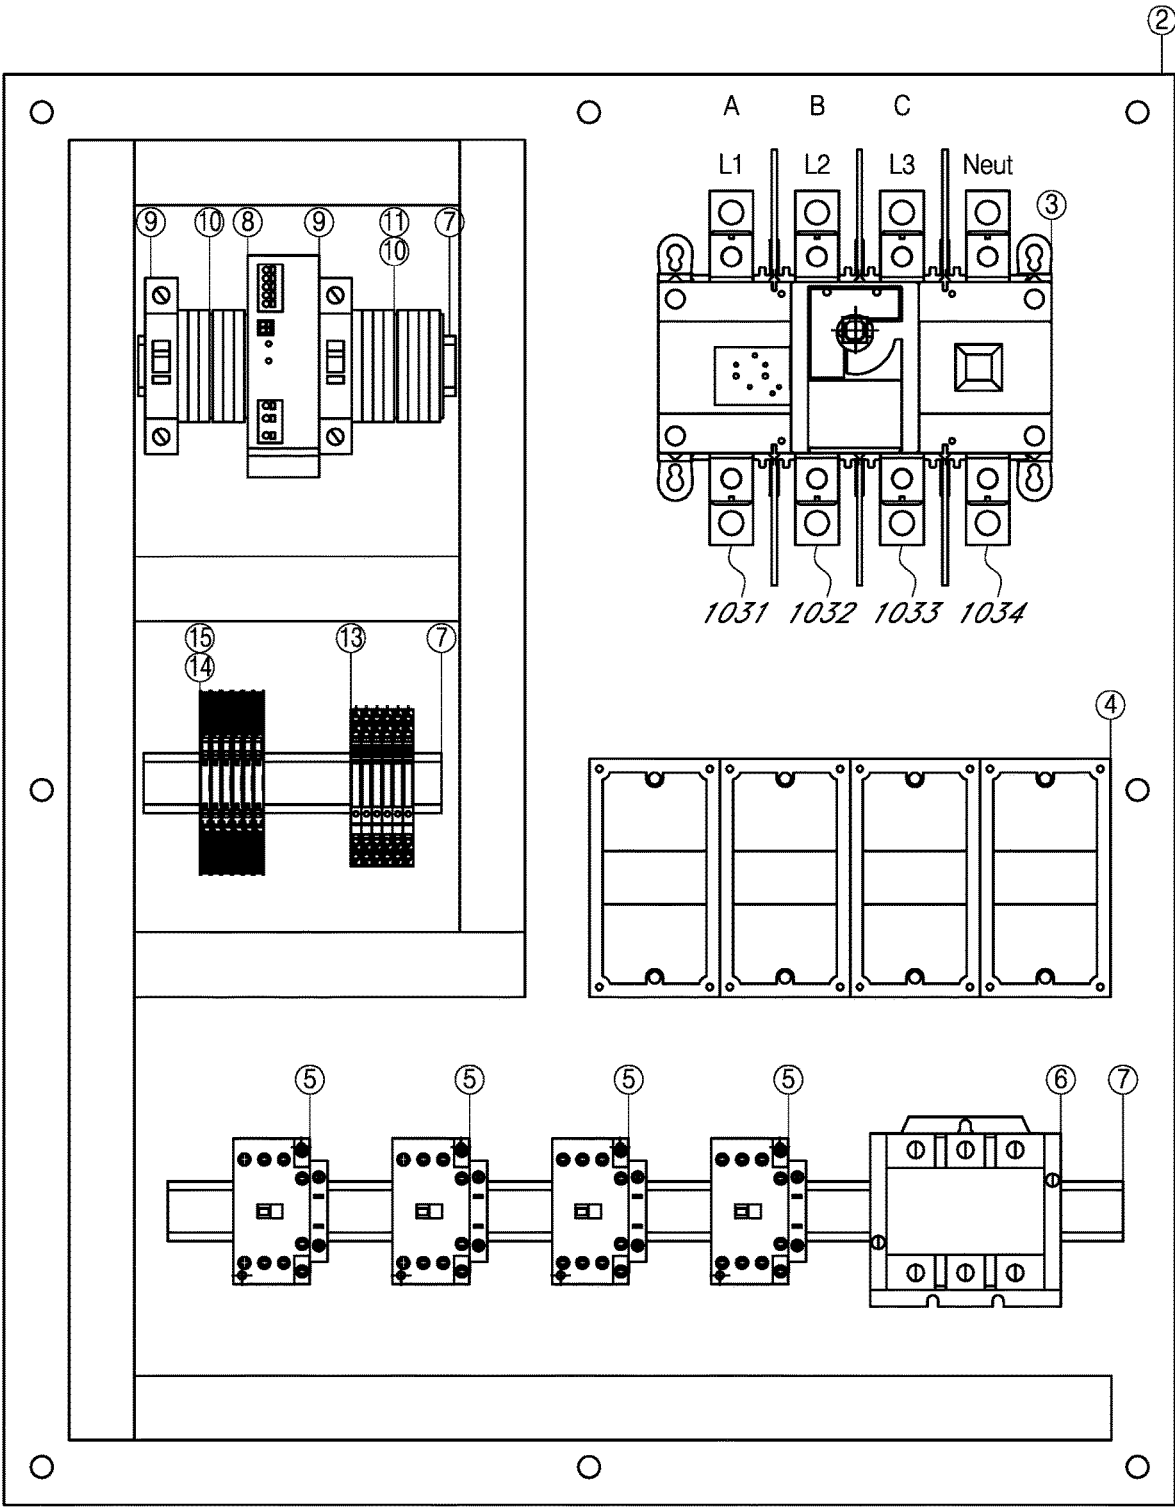 ②
A B C
L1 L2 L3 Neut
③
⑨ ⑩ ⑧ ⑨ ⑪ ⑦
⑩
1031 1032 1033 1034
⑮ ⑬ ⑦
⑭
④
⑤ ⑤ ⑤ ⑤ ⑥ ⑦